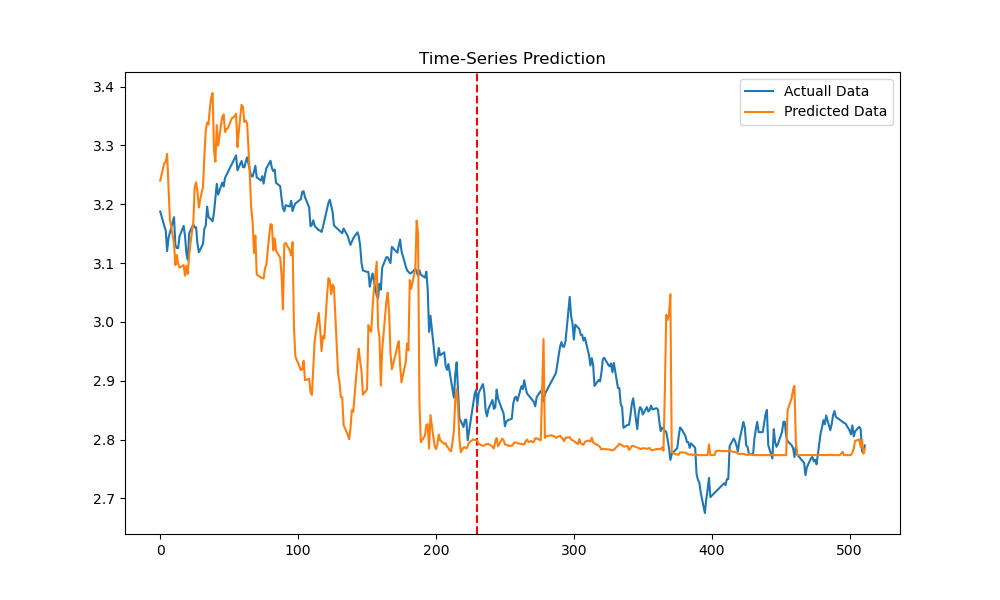 Time-Series Prediction
Actuall Data
Predicted Data
3.4
3.3
3.2
3.1
3.0
2.9
2.8
2.7
0 100 200 300 400 500